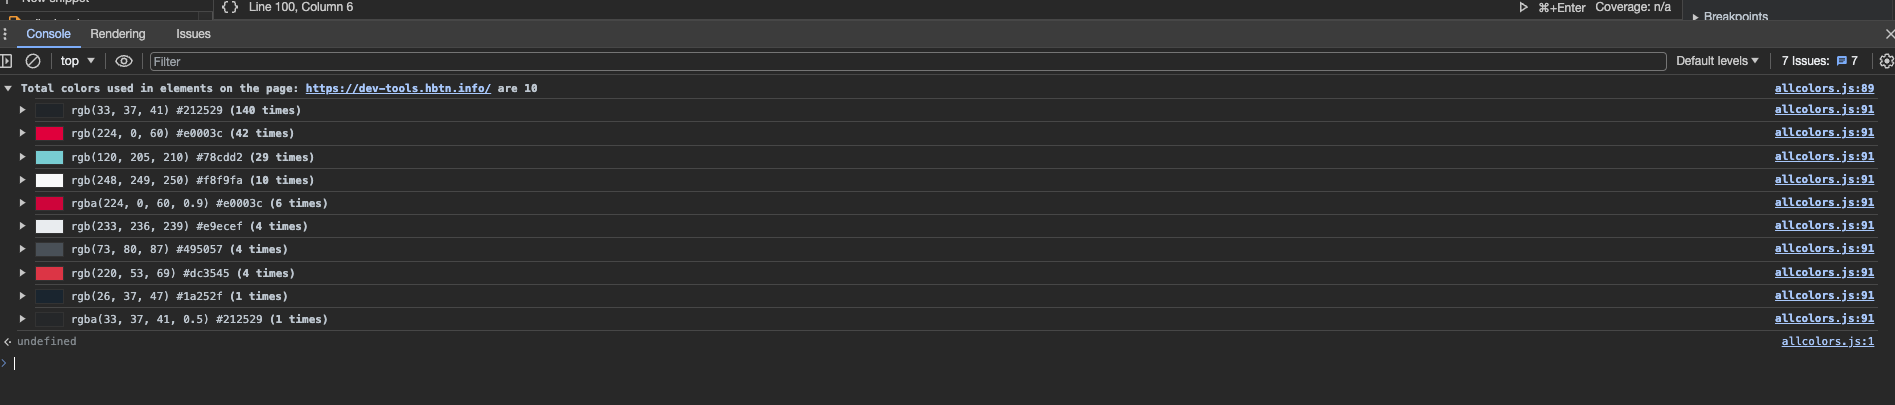 New snippet
{ } Line 100, Column 6 ⌘+Enter Coverage: n/a
Breakpoints
Console Rendering Issues
top Filter Default levels 7 Issues: 7
Total colors used in elements on the page: https://dev-tools.hbtn.info/ are 10 allcolors.js:89
rgb(33, 37, 41) #212529 (140 times) allcolors.js:91
rgb(224, 0, 60) #e0003c (42 times) allcolors.js:91
rgb(120, 205, 210) #78cdd2 (29 times) allcolors.js:91
rgb(248, 249, 250) #f8f9fa (10 times) allcolors.js:91
rgba(224, 0, 60, 0.9) #e0003c (6 times) allcolors.js:91
rgb(233, 236, 239) #e9ecef (4 times) allcolors.js:91
rgb(73, 80, 87) #495057 (4 times) allcolors.js:91
rgb(220, 53, 69) #dc3545 (4 times) allcolors.js:91
rgb(26, 37, 47) #1a252f (1 times) allcolors.js:91
rgba(33, 37, 41, 0.5) #212529 (1 times) allcolors.js:91
undefined allcolors.js:1